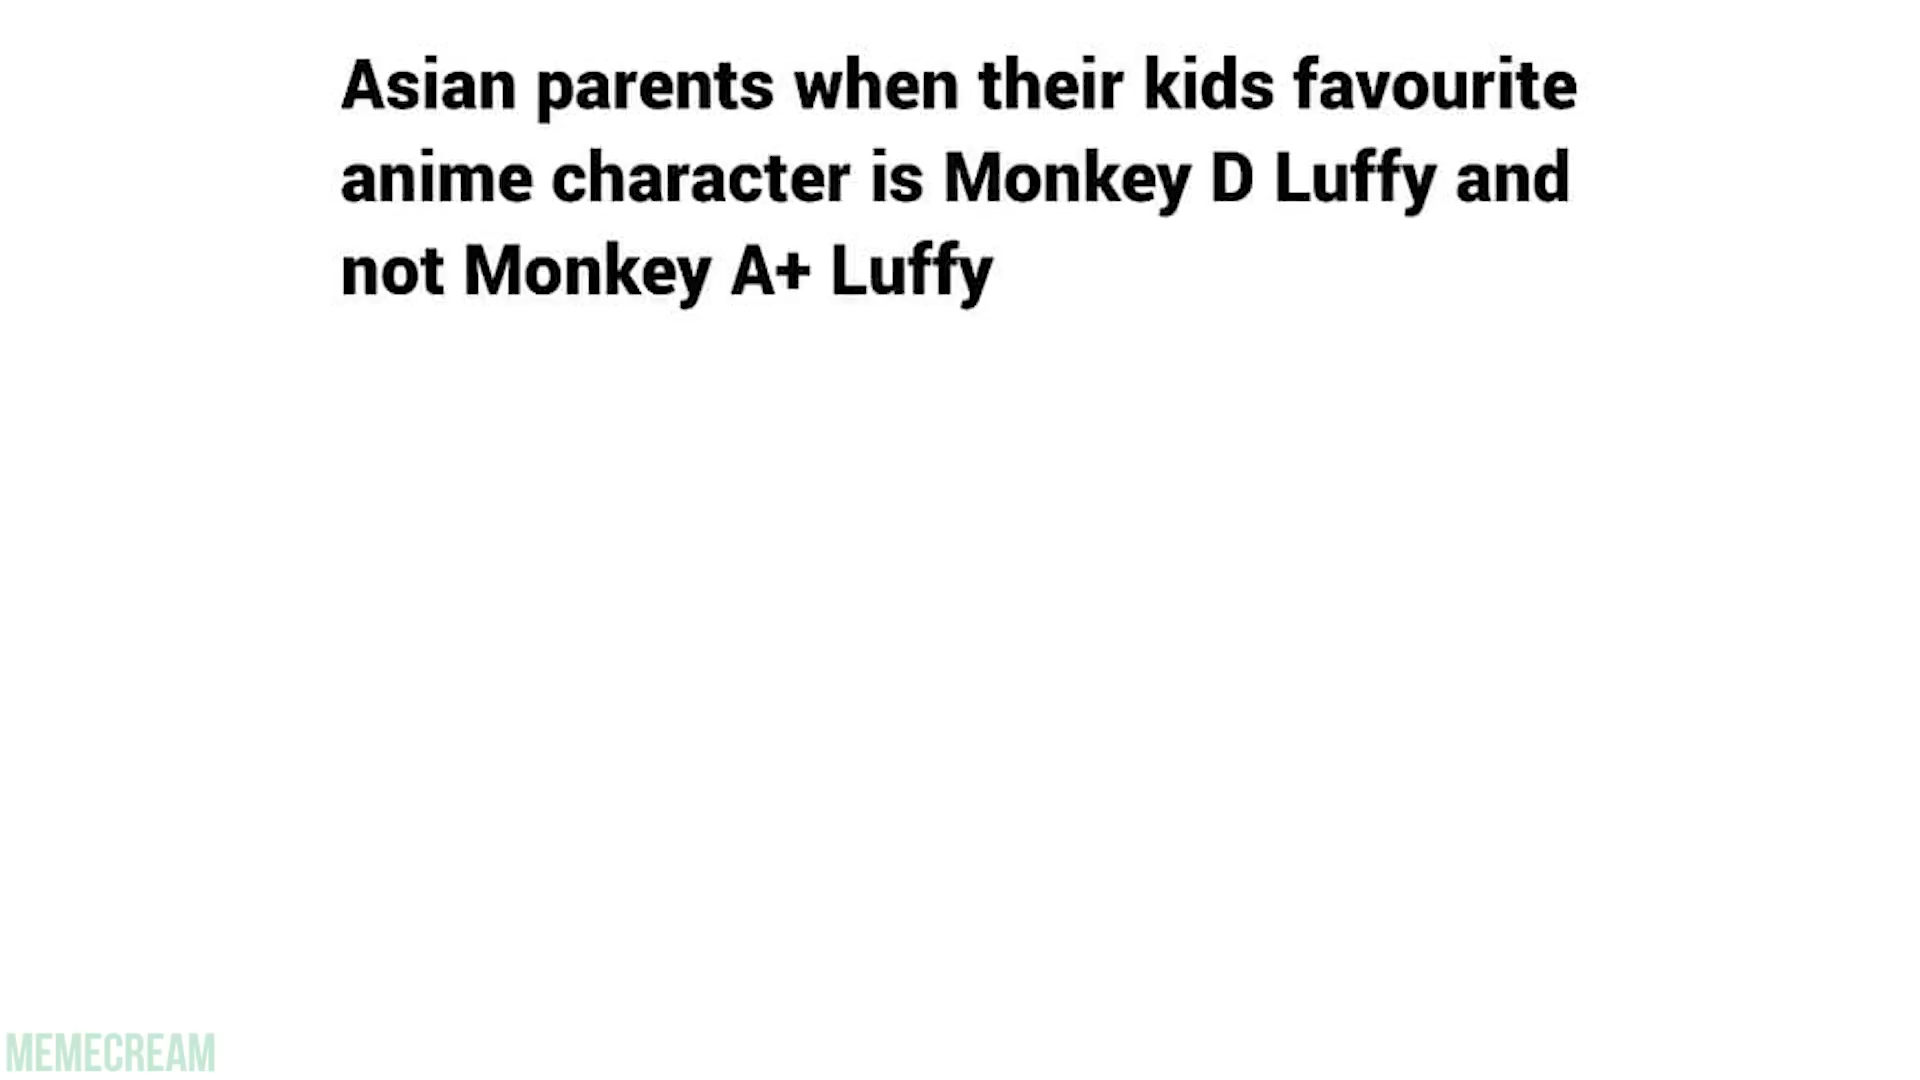 Asian parents when their kids favourite
anime character is Monkey D Luffy and
not Monkey A+ Luffy
MEMECREAM